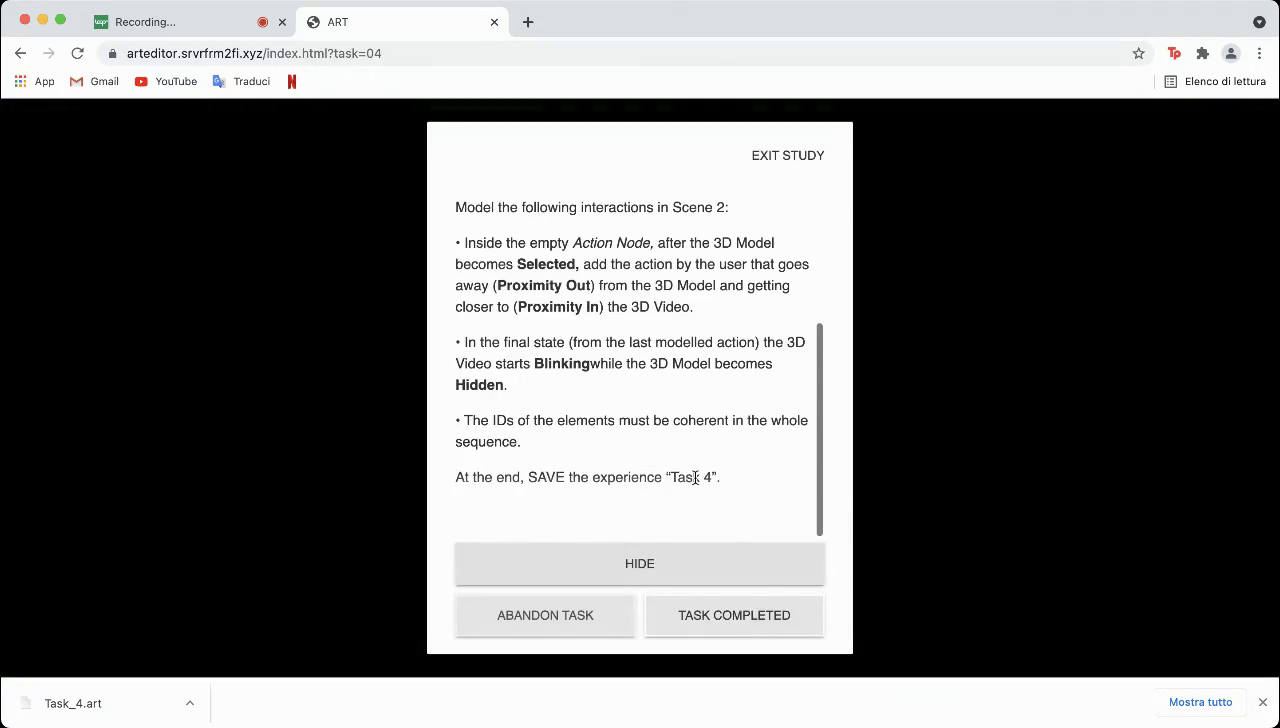 Recording...
ART
arteditor.srvrfrm2fi.xyz/index.html?task=04
Tp
App
Gmail
YouTube
Traduci
Elenco di lettura
EXIT STUDY
Model the following interactions in Scene 2:
• Inside the empty Action Node, after the 3D Model
becomes Selected, add the action by the user that goes
away (Proximity Out) from the 3D Model and getting
closer to (Proximity In) the 3D Video.
• In the final state (from the last modelled action) the 3D
Video starts Blinkingwhile the 3D Model becomes
Hidden.
• The IDs of the elements must be coherent in the whole
sequence.
At the end, SAVE the experience “Task 4”.
HIDE
ABANDON TASK
TASK COMPLETED
Task_4.art
Mostra tutto